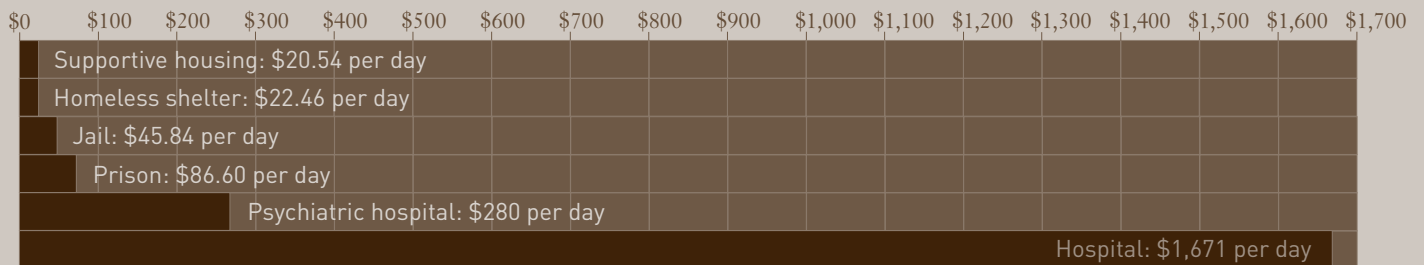 $0 $100 $200 $300 $400 $500 $600 $700 $800 $900 $1,000 $1,100 $1,200 $1,300 $1,400 $1,500 $1,600 $1,700
Supportive housing: $20.54 per day
Homeless shelter: $22.46 per day
Jail: $45.84 per day
Prison: $86.60 per day
Psychiatric hospital: $280 per day
Hospital: $1,671 per day